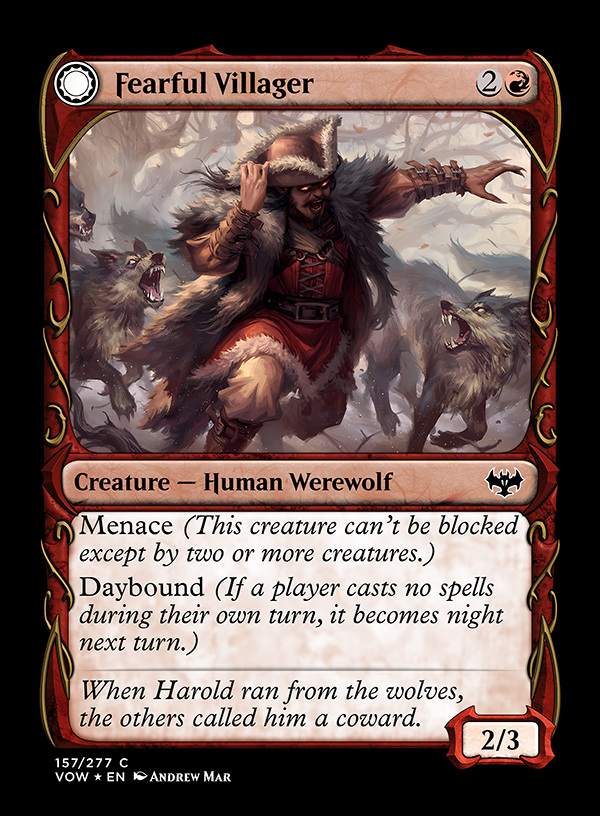 Fearful Villager 2
Creature — Human Werewolf
Menace (This creature can't be blocked
except by two or more creatures.)
Daybound (If a player casts no spells
during their own turn, it becomes night
next turn.)
When Harold ran from the wolves,
the others called him a coward.
2/3
157/277 C
VOW ★ EN Andrew Mar